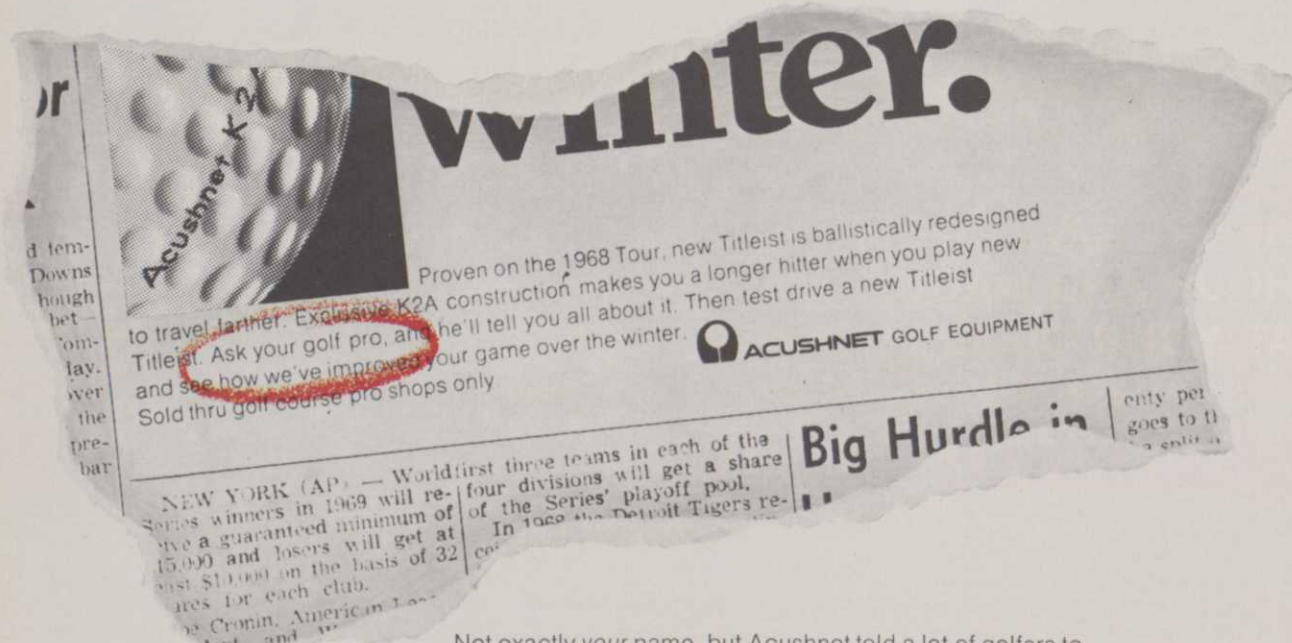 winter.
Acushnet K2
Proven on the 1968 Tour, new Titleist is ballistically redesigned
to travel farther. Exclusive K2A construction makes you a longer hitter when you play new
Titleist. Ask your golf pro, and he'll tell you all about it. Then test drive a new Titleist
and see how we've improved your game over the winter.
ACUSHNET GOLF EQUIPMENT
Sold thru golf course pro shops only
or
d tem-
Downs
hough
bet—
om-
lay.
over
the
pre-
bar
NEW YORK (AP) — World
Series winners in 1969 will re-
ive a guaranteed minimum of
15,000 and losers will get at
east $10,000 on the basis of 32
ares for each club.
Cronin, American
and
first three teams in each of the
four divisions will get a share
of the Series' playoff pool.
In 1968 the Detroit Tigers re-
Big Hurdle in
enty per
goes to th
split
Not exactly your name, but Acushnet told a lot of golfers to